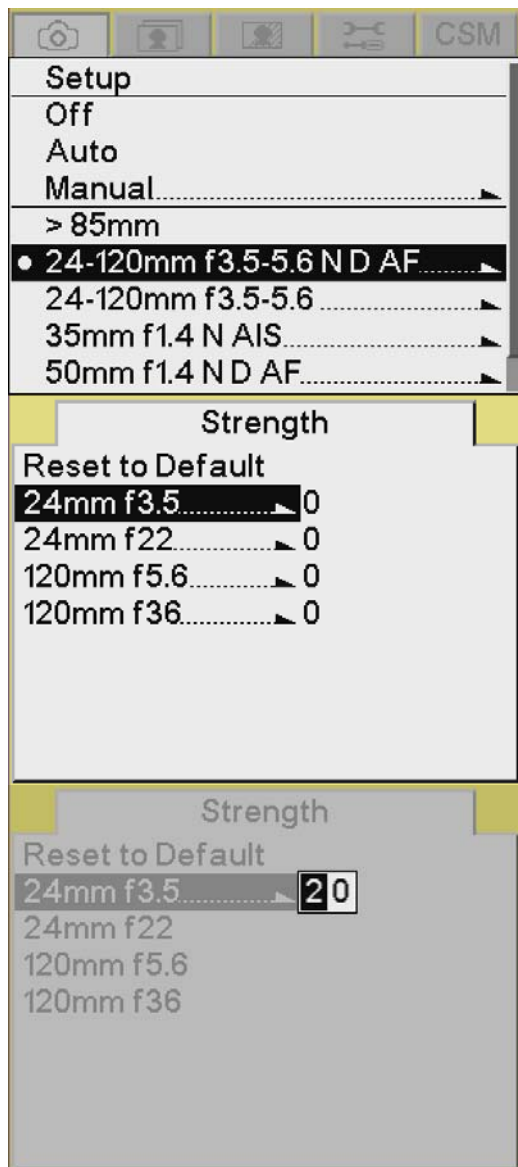 CSM
Setup
Off
Auto
Manual
> 85mm
24-120mm f3.5-5.6 N D AF
24-120mm f3.5-5.6
35mm f1.4 N AIS
50mm f1.4 N D AF
Strength
Reset to Default
24mm f3.5 0
24mm f22 0
120mm f5.6 0
120mm f36 0
Strength
Reset to Default
24mm f3.5 20
24mm f22
120mm f5.6
120mm f36